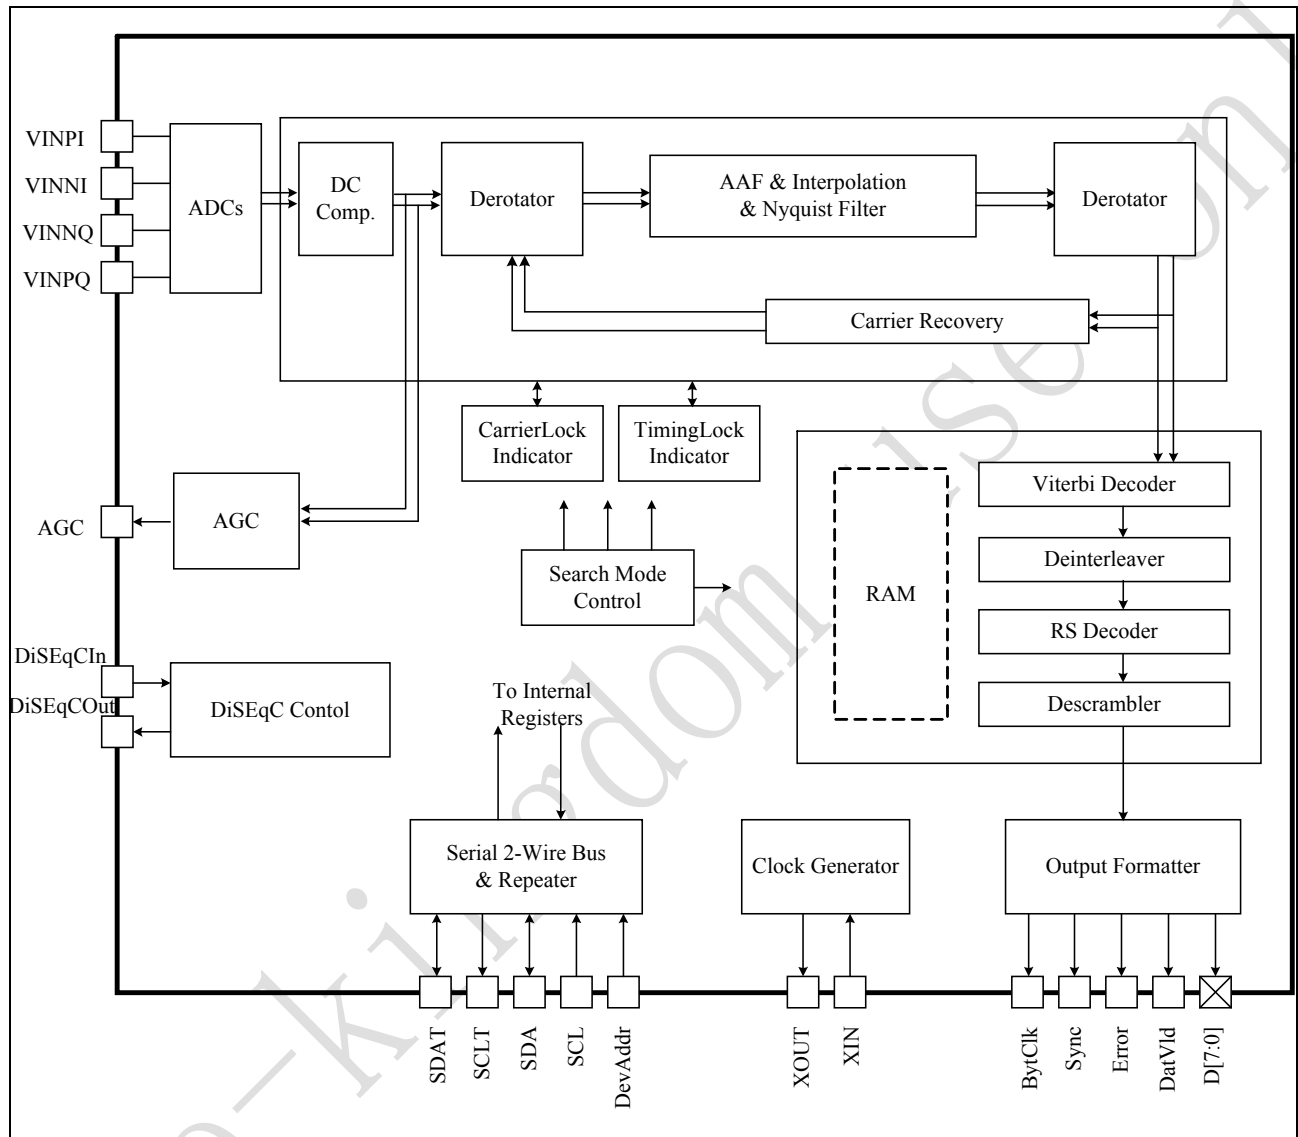 VINPI
VINNI
VINNQ
VINPQ
ADCs
DC
Comp.
Derotator
AAF & Interpolation
& Nyquist Filter
Derotator
Carrier Recovery
CarrierLock
Indicator
TimingLock
Indicator
AGC
AGC
Search Mode
Control
RAM
Viterbi Decoder
Deinterleaver
RS Decoder
Descrambler
DiSEqCIn
DiSEqCOut
DiSEqC Contol
To Internal
Registers
Serial 2-Wire Bus
& Repeater
Clock Generator
Output Formatter
SDAT
SCLT
SDA
SCL
DevAddr
XOUT
XIN
BytClk
Sync
Error
DatVld
D[7:0]
o-kingdom use onl